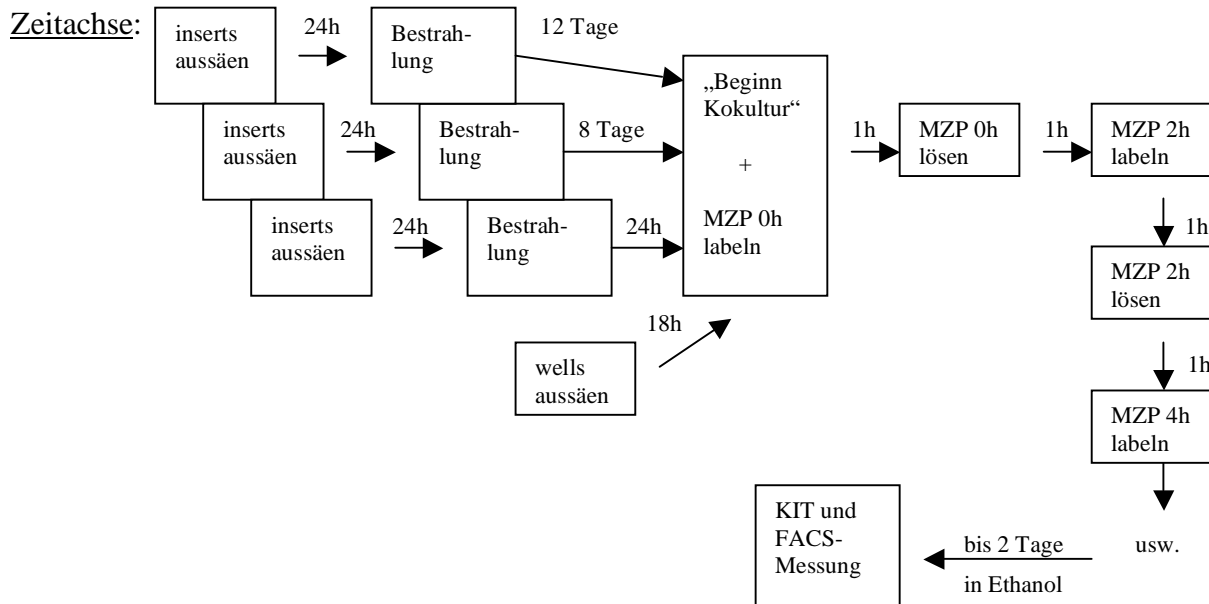 Zeitachse:
inserts
aussäen
24h
Bestrah-
lung
12 Tage
inserts
aussäen
24h
Bestrah-
lung
8 Tage
inserts
aussäen
24h
Bestrah-
lung
24h
wells
aussäen
18h
„Beginn
Kokultur“
+
MZP 0h
labeln
1h
MZP 0h
lösen
1h
MZP 2h
labeln
1h
MZP 2h
lösen
1h
MZP 4h
labeln
usw.
bis 2 Tage
in Ethanol
KIT und
FACS-
Messung